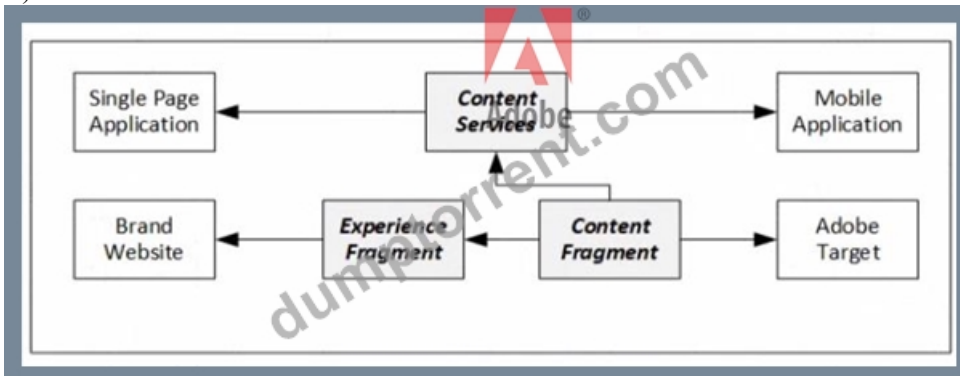 ®
Single Page
Application
Content
Services
Mobile
Application
Adobe
Brand
Website
Experience
Fragment
Content
Fragment
Adobe
Target
dumptorrent.com